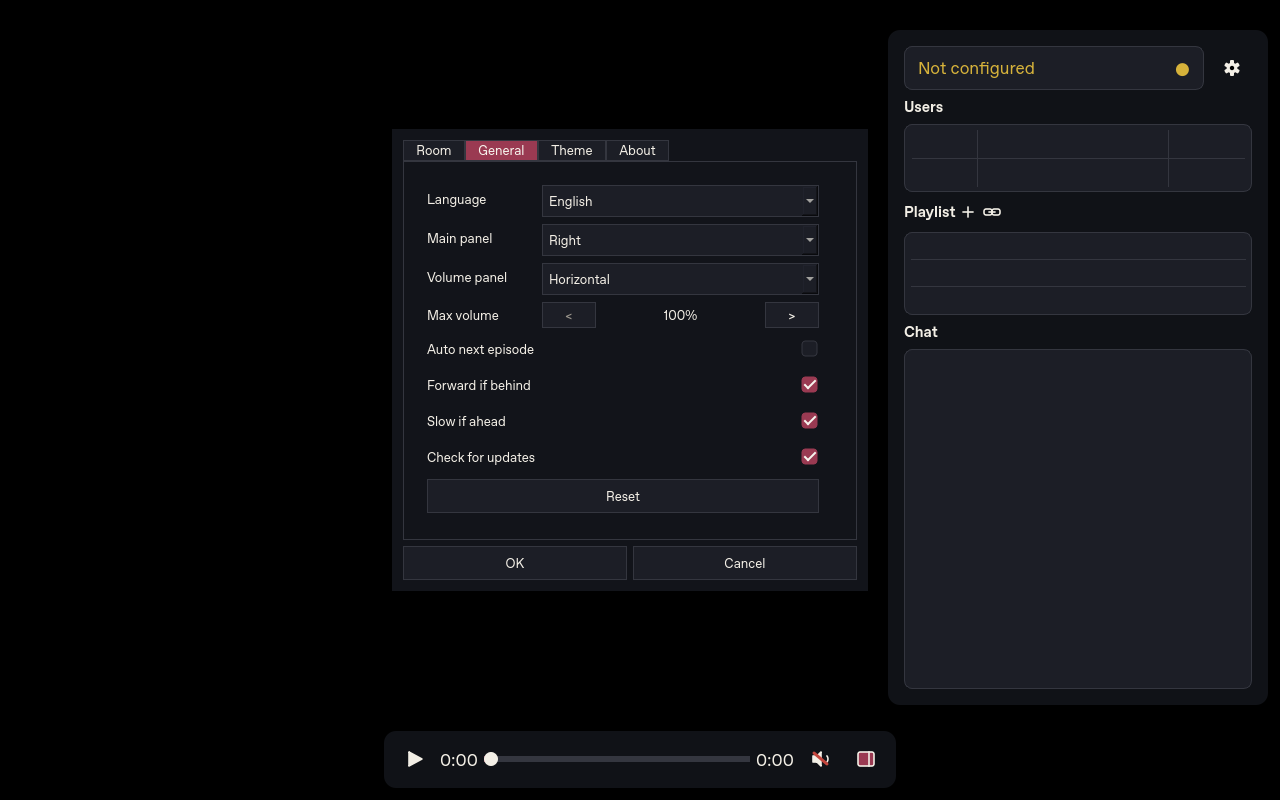 Not configured
Users
Playlist
Chat
Room General Theme About
Language English
Main panel Right
Volume panel Horizontal
Max volume < 100% >
Auto next episode
Forward if behind
Slow if ahead
Check for updates
Reset
OK Cancel
0:00 0:00